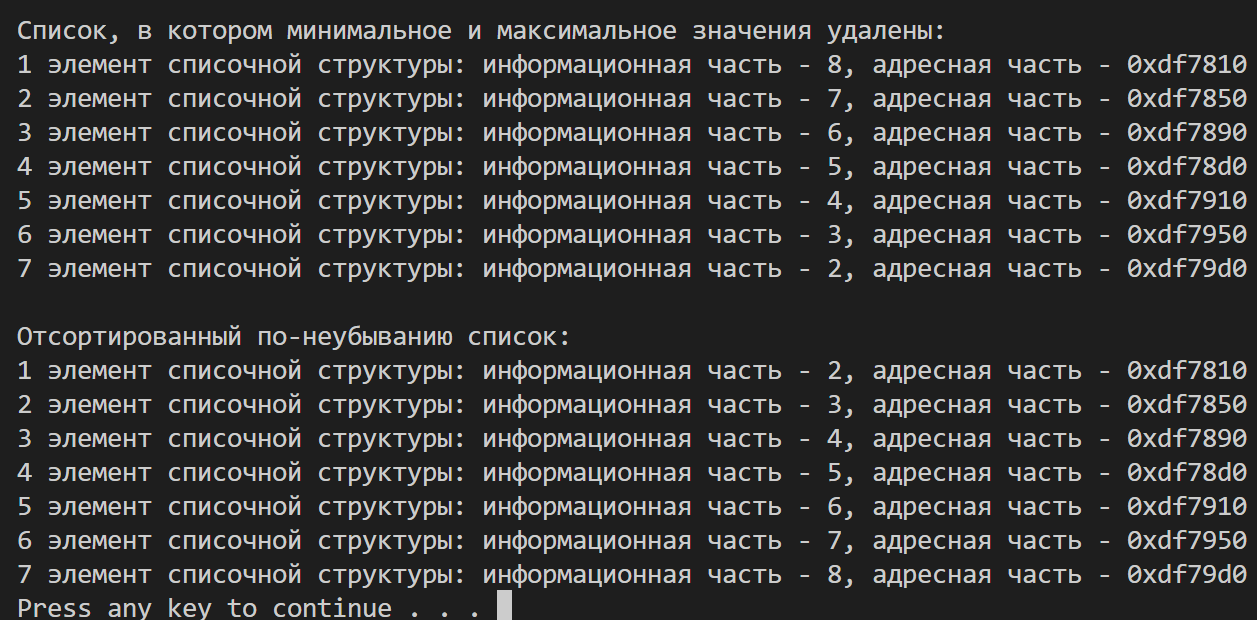 Список, в котором минимальное и максимальное значения удалены:
1 элемент списочной структуры: информационная часть - 8, адресная часть - 0xdf7810
2 элемент списочной структуры: информационная часть - 7, адресная часть - 0xdf7850
3 элемент списочной структуры: информационная часть - 6, адресная часть - 0xdf7890
4 элемент списочной структуры: информационная часть - 5, адресная часть - 0xdf78d0
5 элемент списочной структуры: информационная часть - 4, адресная часть - 0xdf7910
6 элемент списочной структуры: информационная часть - 3, адресная часть - 0xdf7950
7 элемент списочной структуры: информационная часть - 2, адресная часть - 0xdf79d0
Отсортированный по-неубыванию список:
1 элемент списочной структуры: информационная часть - 2, адресная часть - 0xdf7810
2 элемент списочной структуры: информационная часть - 3, адресная часть - 0xdf7850
3 элемент списочной структуры: информационная часть - 4, адресная часть - 0xdf7890
4 элемент списочной структуры: информационная часть - 5, адресная часть - 0xdf78d0
5 элемент списочной структуры: информационная часть - 6, адресная часть - 0xdf7910
6 элемент списочной структуры: информационная часть - 7, адресная часть - 0xdf7950
7 элемент списочной структуры: информационная часть - 8, адресная часть - 0xdf79d0
Press any key to continue . . .